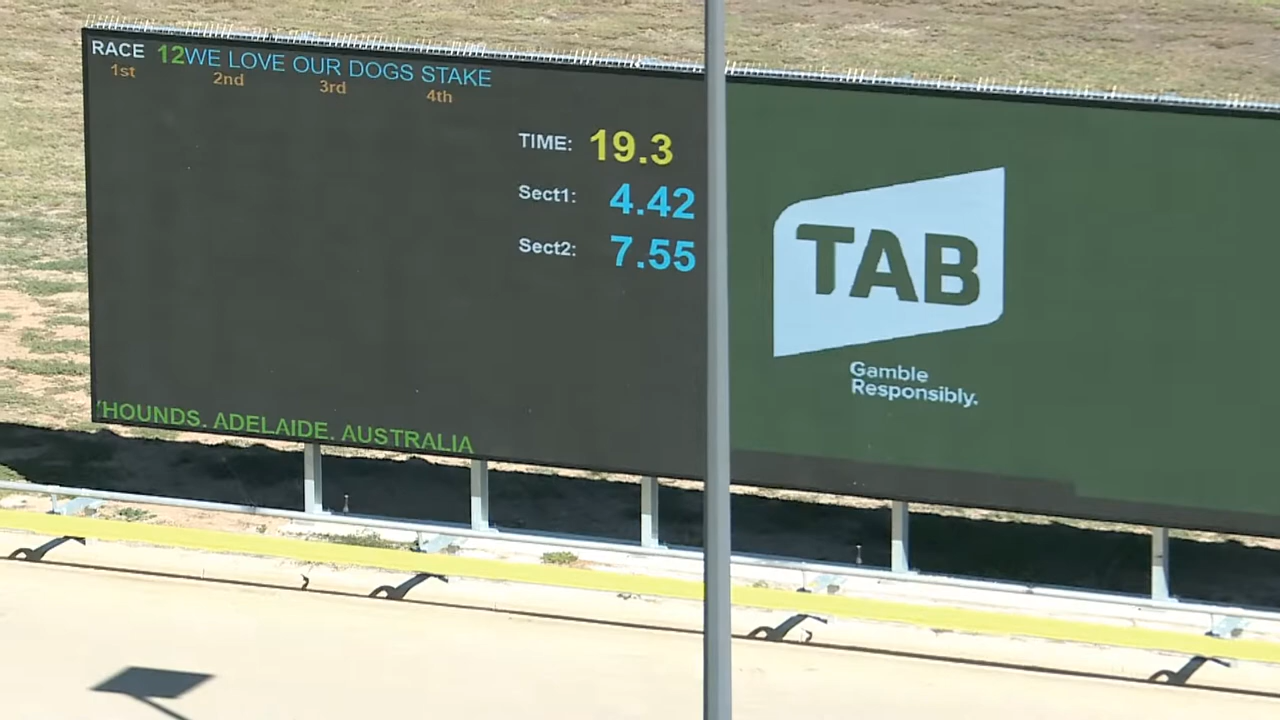 RACE 12WE LOVE OUR DOGS STAKE
1st 2nd 3rd 4th
TIME: 19.3
Sect1: 4.42
Sect2: 7.55
'HOUNDS. ADELAIDE. AUSTRALIA
TAB
Gamble
Responsibly.